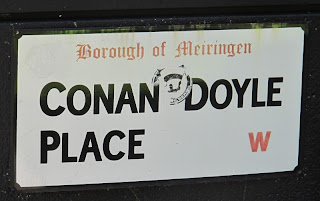 Borough of Meiringen
CONAN DOYLE
PLACE
W